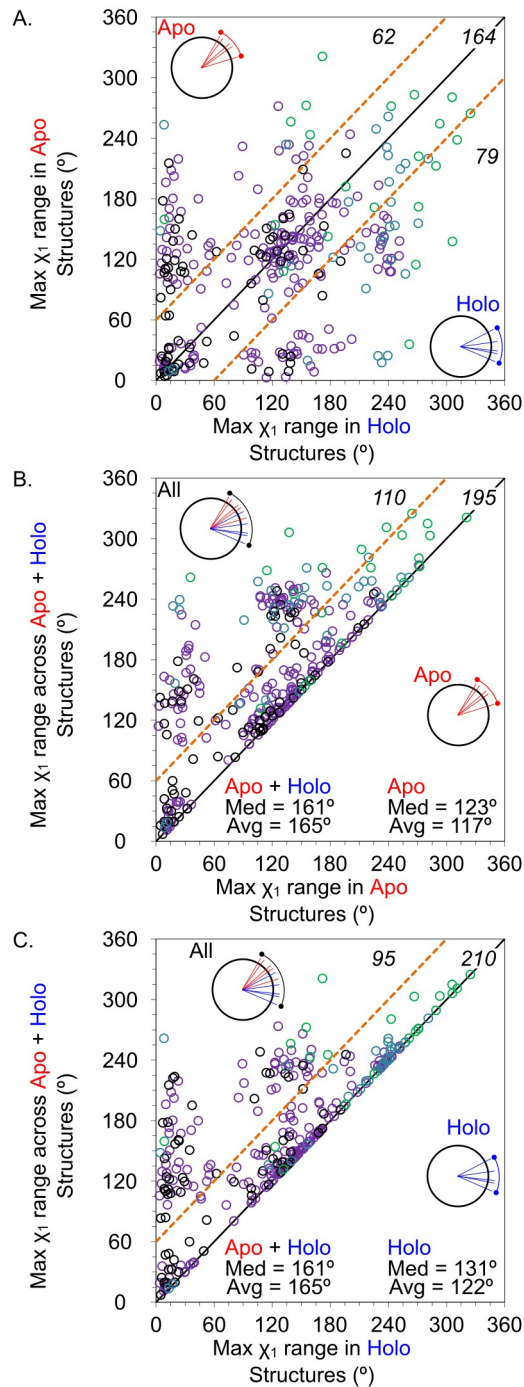 A.
360
300
240
180
120
60
0
Max χ₁ range in Apo
Structures (º)
Apo
62
164
79
Holo
0 60 120 180 240 300 360
Max χ₁ range in Holo
Structures (º)
B.
360
300
240
180
120
60
0
Max χ₁ range across Apo + Holo
Structures (º)
All
110
195
Apo
Apo + Holo
Med = 161º
Avg = 165º
Apo
Med = 123º
Avg = 117º
0 60 120 180 240 300 360
Max χ₁ range in Apo
Structures (º)
C.
360
300
240
180
120
60
0
Max χ₁ range across Apo + Holo
Structures (º)
All
95
210
Holo
Apo + Holo
Med = 161º
Avg = 165º
Holo
Med = 131º
Avg = 122º
0 60 120 180 240 300 360
Max χ₁ range in Holo
Structures (º)